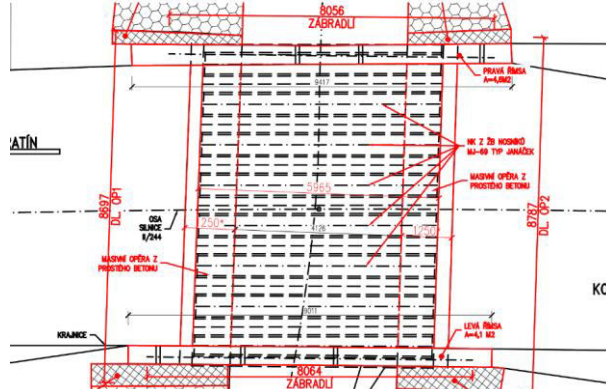 8056
ZÁBRADLÍ
PRAVÁ ŘÍMSA
A=4,8M2
9417
RATÍN
NK Z ŽB NOSNÍKŮ
MJ-69 TYP JANÁČEK
MASIVNÍ OPĚRA Z
PROSTÉHO BETONU
5965
8697
DL. OP1
8787
DL. OP2
OSA
SILNICE
II/244
1250*
4126
1250*
MASIVNÍ OPĚRA Z
PROSTÉHO BETONU
KO
9011
KRAJNICE
LEVÁ ŘÍMSA
A=4,1 M2
8064
ZÁBRADLÍ